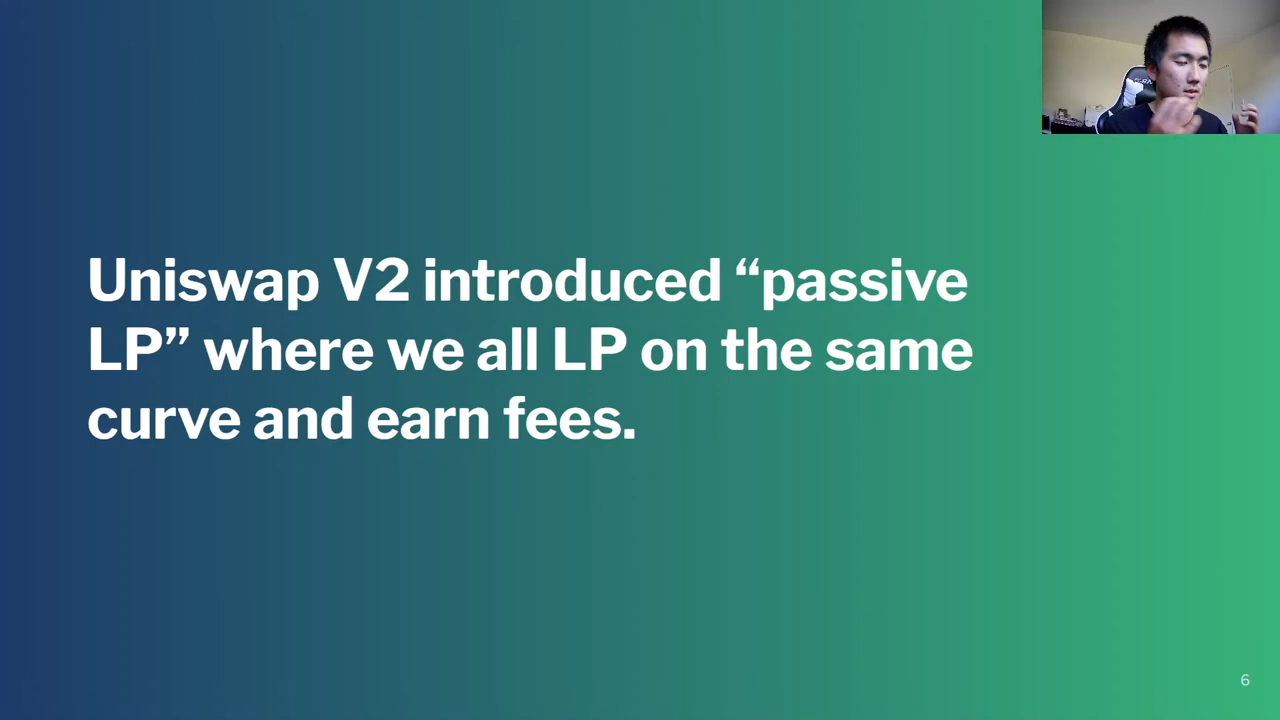 Uniswap V2 introduced “passive
LP” where we all LP on the same
curve and earn fees.
6